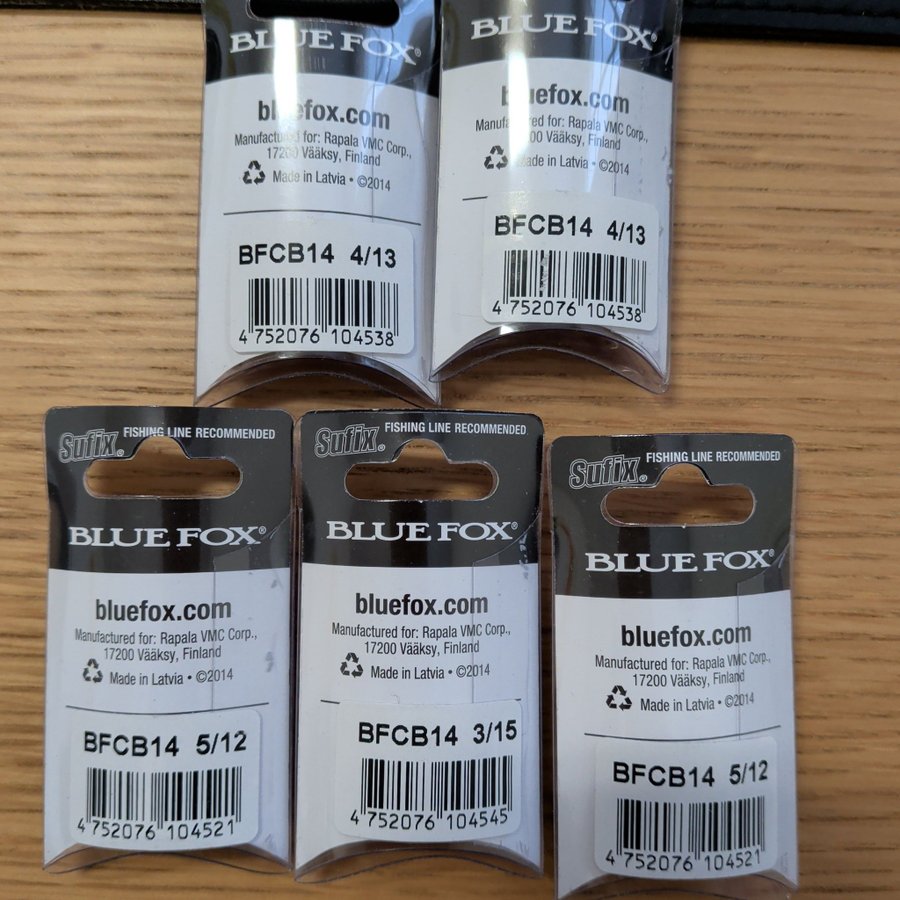 BLUE FOX®
bluefox.com
Manufactured for: Rapala VMC Corp.,
17200 Vääksy, Finland
Made in Latvia • ©2014
BFCB14 4/13
4 752076 104538
BLUE FOX®
bluefox.com
Manufactured for: Rapala VMC Corp.,
17200 Vääksy, Finland
Made in Latvia • ©2014
BFCB14 4/13
4 752076 104538
Sufix® FISHING LINE RECOMMENDED
BLUE FOX®
bluefox.com
Manufactured for: Rapala VMC Corp.,
17200 Vääksy, Finland
Made in Latvia • ©2014
BFCB14 5/12
4 752076 104521
Sufix® FISHING LINE RECOMMENDED
BLUE FOX®
bluefox.com
Manufactured for: Rapala VMC Corp.,
17200 Vääksy, Finland
Made in Latvia • ©2014
BFCB14 3/15
4 752076 104545
Sufix® FISHING LINE RECOMMENDED
BLUE FOX®
bluefox.com
Manufactured for: Rapala VMC Corp.,
17200 Vääksy, Finland
Made in Latvia • ©2014
BFCB14 5/12
4 752076 104521